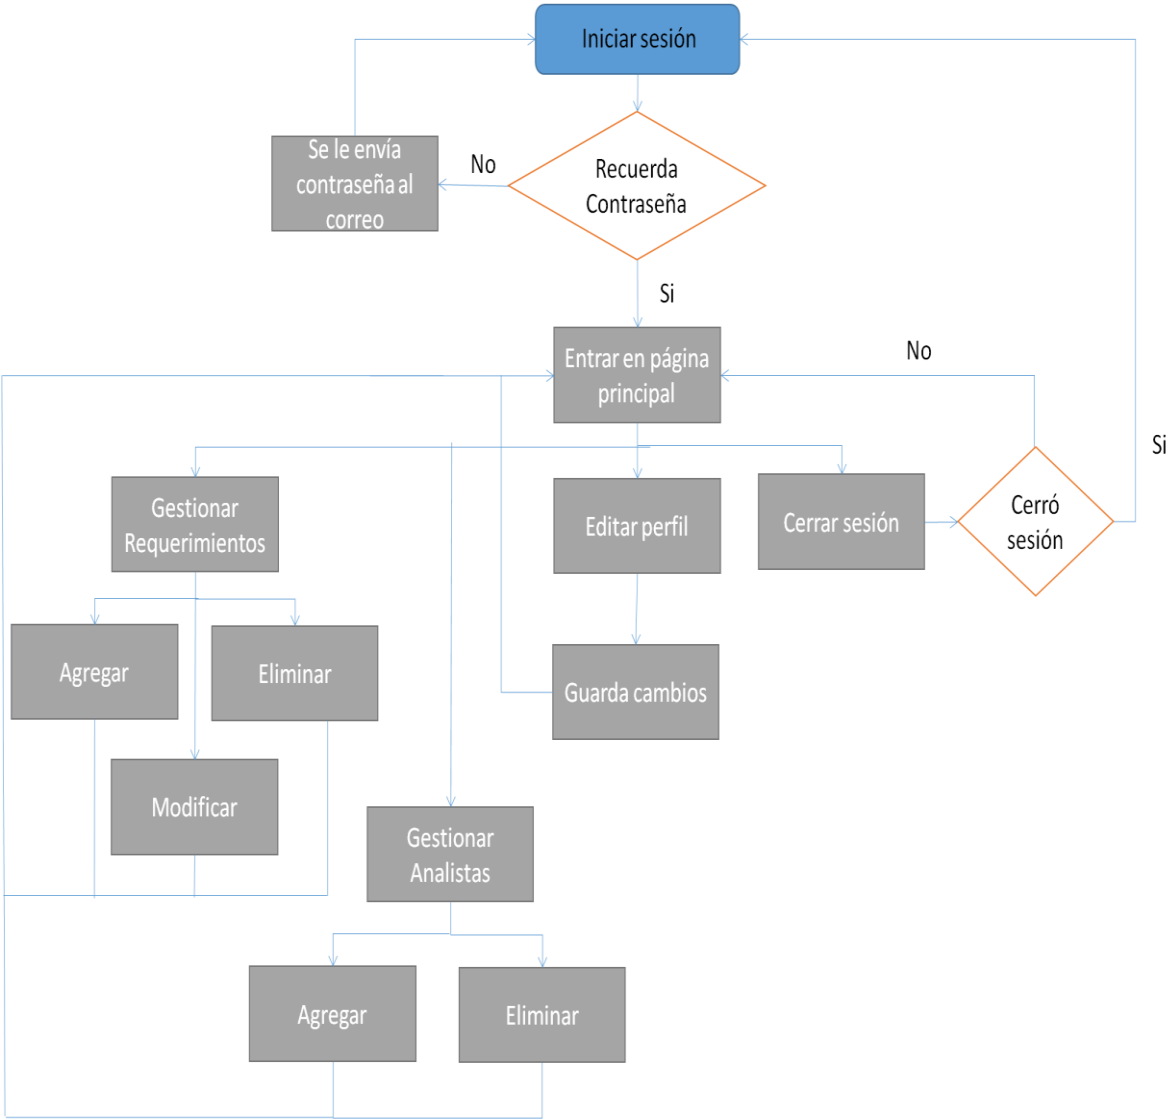 Iniciar sesión
Se le envía
contraseña al
correo
No
Recuerda
Contraseña
Si
Entrar en página
principal
No
Si
Gestionar
Requerimientos
Editar perfil
Cerrar sesión
Cerró
sesión
Agregar
Eliminar
Guarda cambios
Modificar
Gestionar
Analistas
Agregar
Eliminar